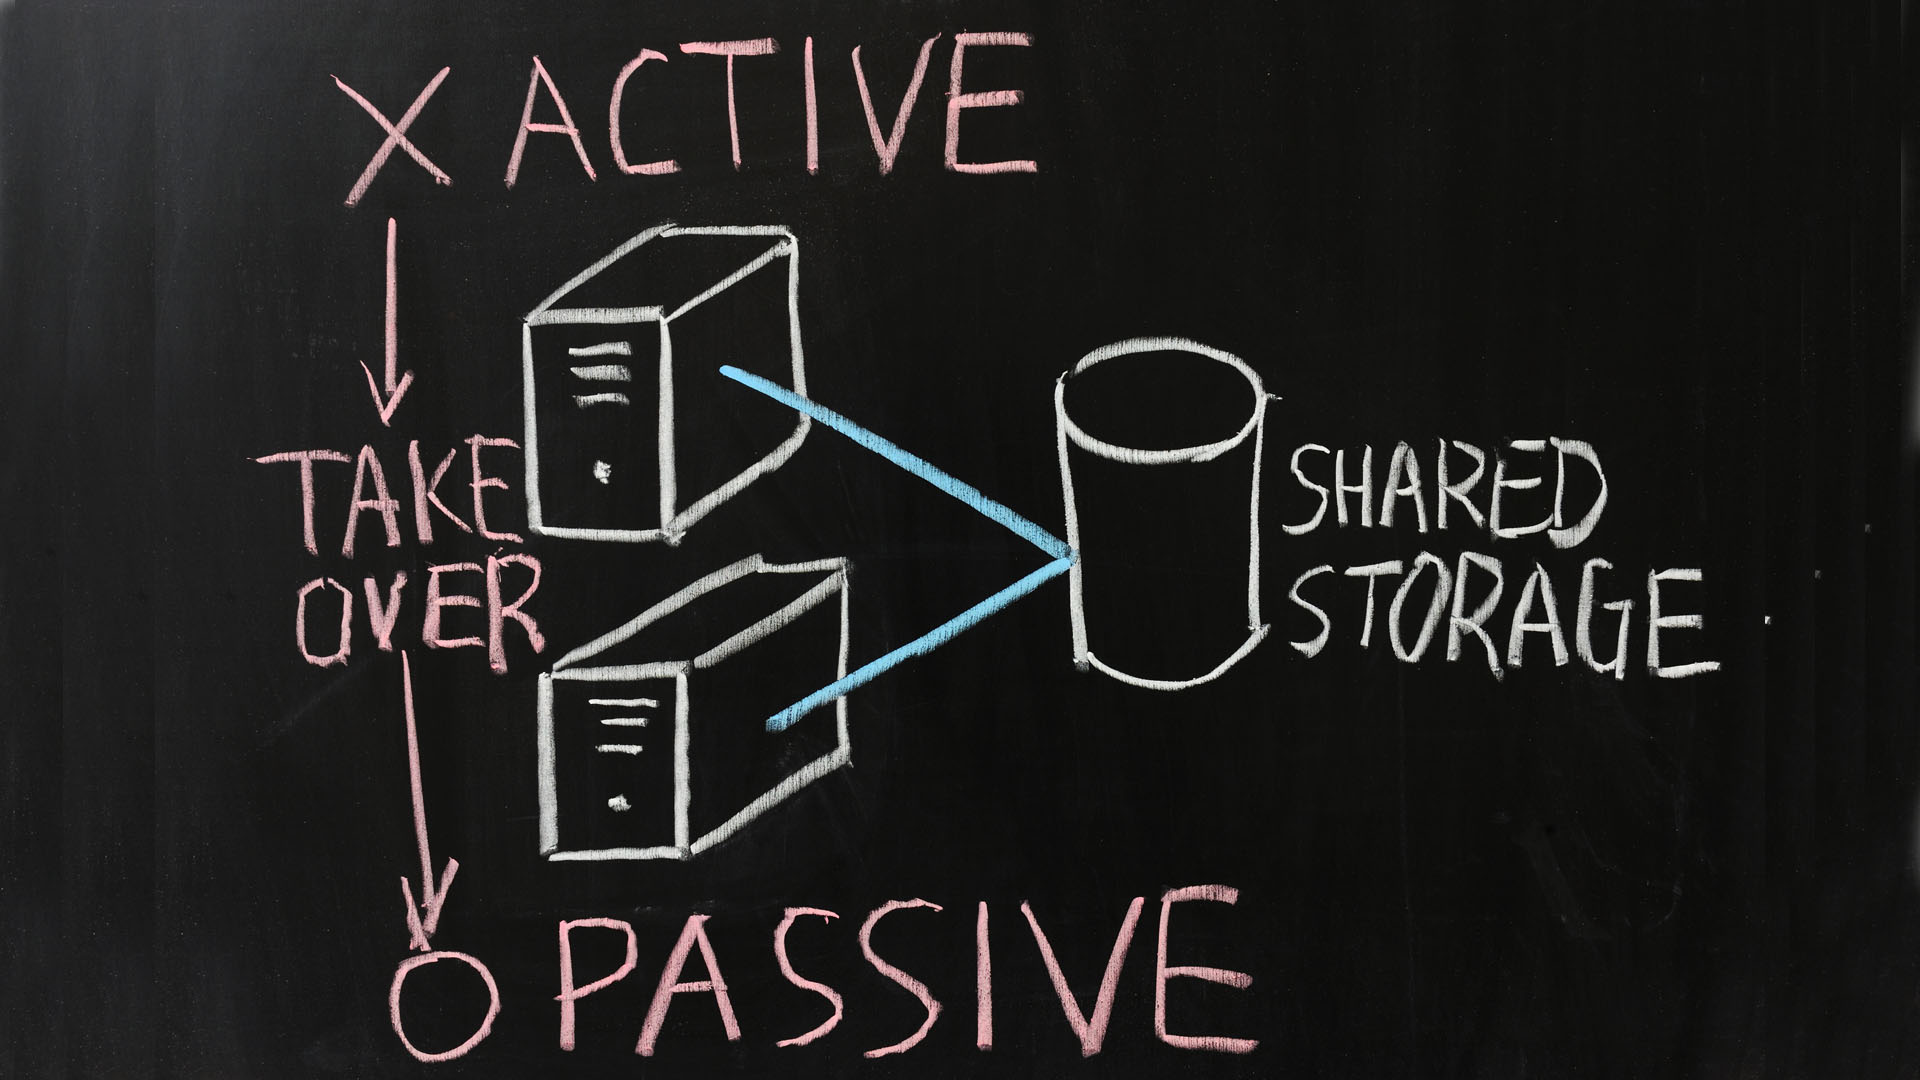 X ACTIVE
TAKE
OVER
SHARED
STORAGE
O PASSIVE